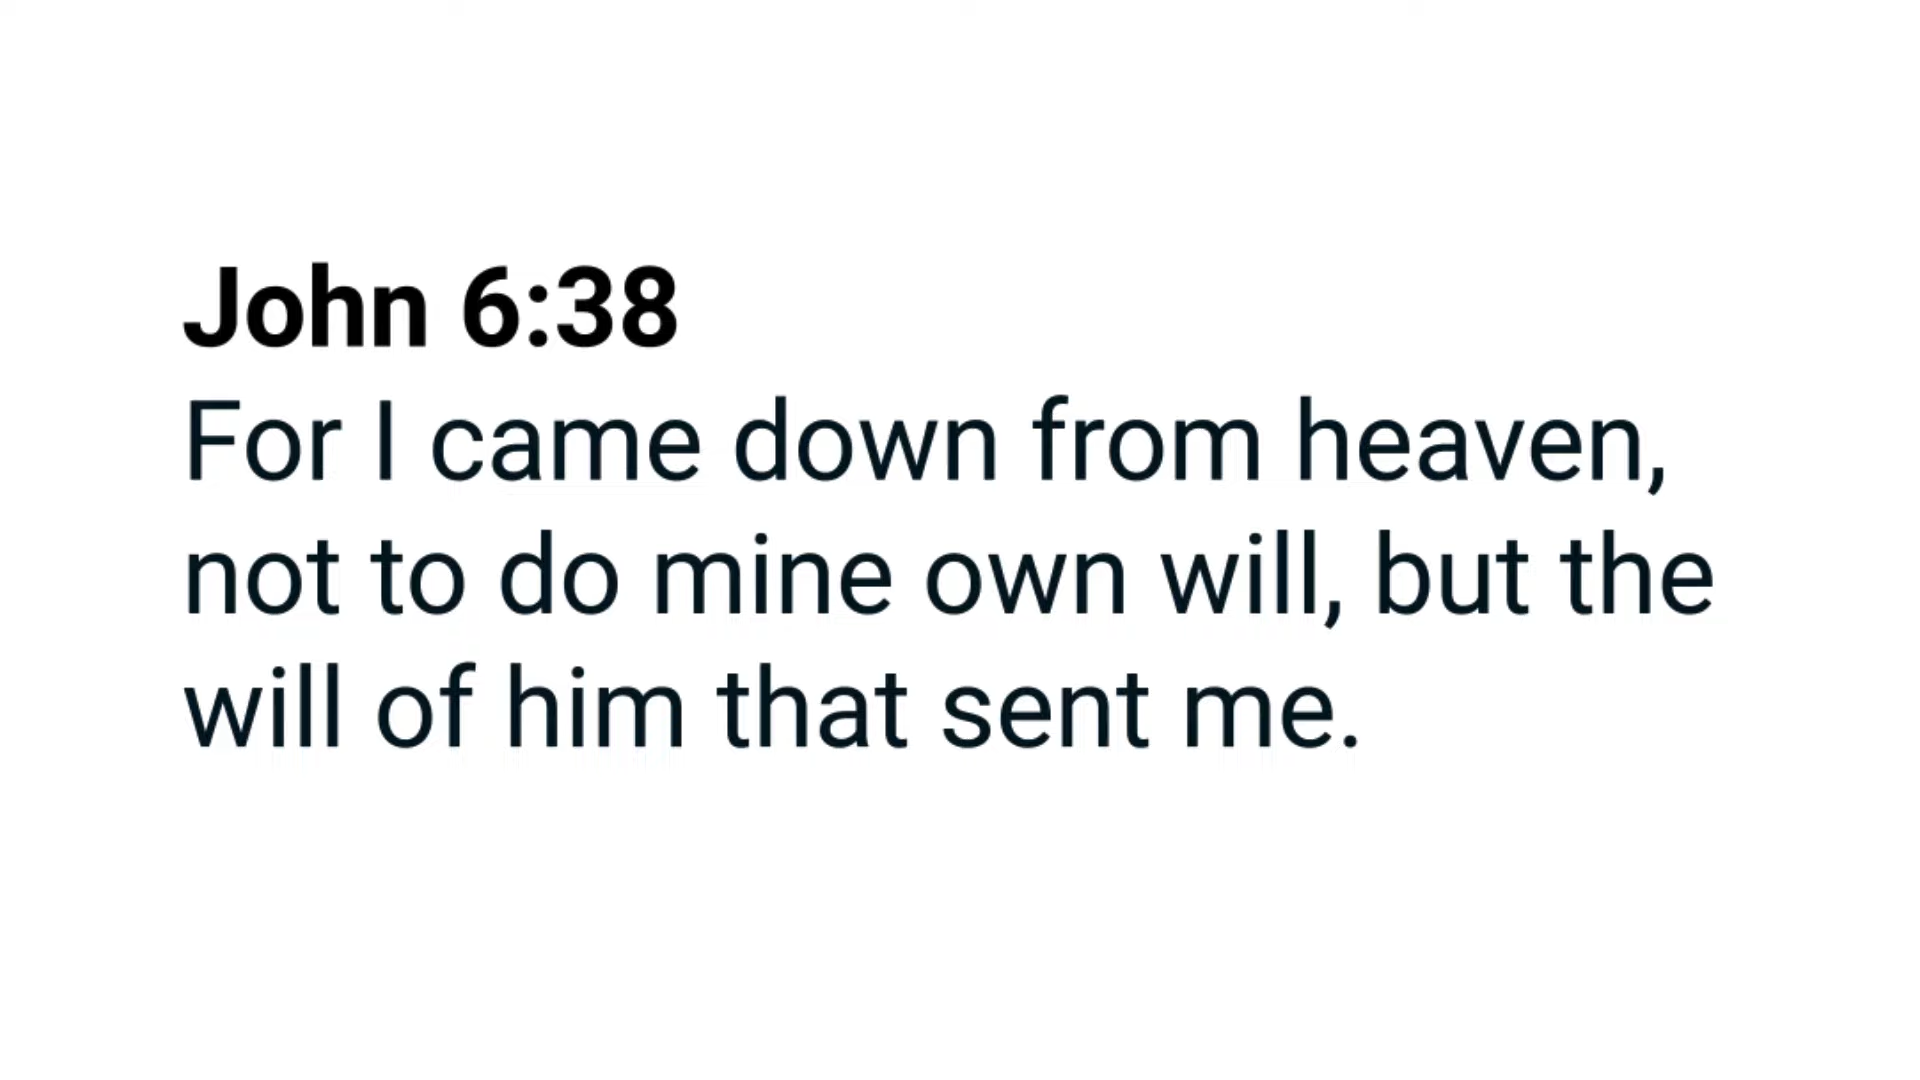 John 6:38
For I came down from heaven,
not to do mine own will, but the
will of him that sent me.